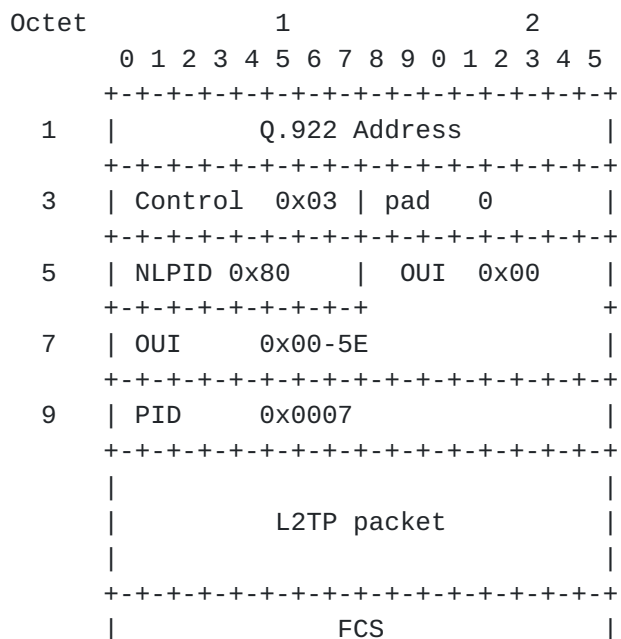 Octet            1               2
       0 1 2 3 4 5 6 7 8 9 0 1 2 3 4 5
      +-+-+-+-+-+-+-+-+-+-+-+-+-+-+-+-+
  1   |         Q.922 Address         |
      +-+-+-+-+-+-+-+-+-+-+-+-+-+-+-+-+
  3   | Control  0x03 | pad   0       |
      +-+-+-+-+-+-+-+-+-+-+-+-+-+-+-+-+
  5   | NLPID 0x80    |  OUI  0x00    |
      +-+-+-+-+-+-+-+-+               +
  7   | OUI     0x00-5E               |
      +-+-+-+-+-+-+-+-+-+-+-+-+-+-+-+-+
  9   | PID     0x0007                |
      +-+-+-+-+-+-+-+-+-+-+-+-+-+-+-+-+
      |                               |
      |          L2TP packet          |
      |                               |
      +-+-+-+-+-+-+-+-+-+-+-+-+-+-+-+-+
      |              FCS              |